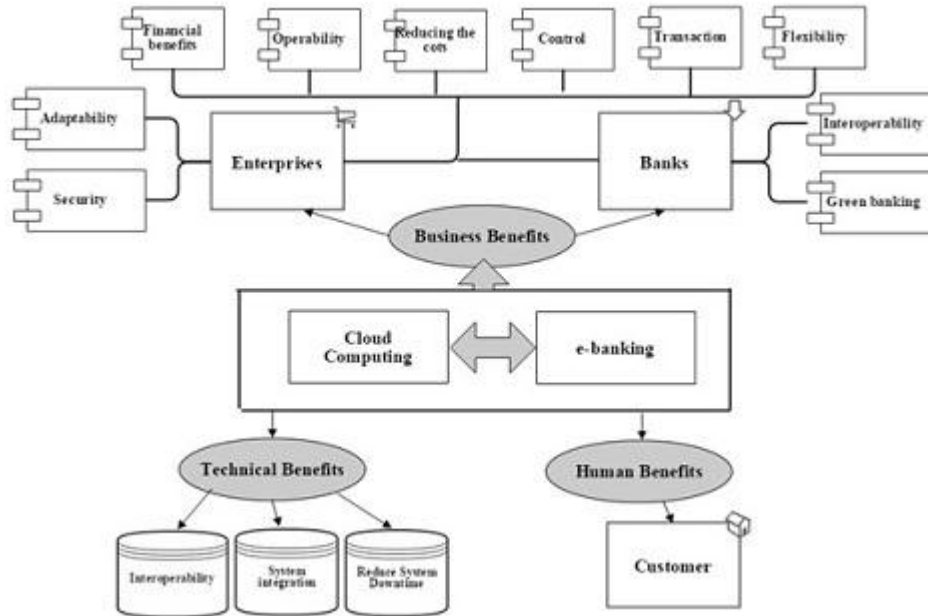 Financial
benefits
Operability
Reducing the
cots
Control
Transaction
Flexibility
Adaptability
Security
Enterprises
Banks
Interoperability
Green banking
Business Benefits
Cloud
Computing
e-banking
Technical Benefits
Human Benefits
Interoperability
System
integration
Reduce System
Downtime
Customer